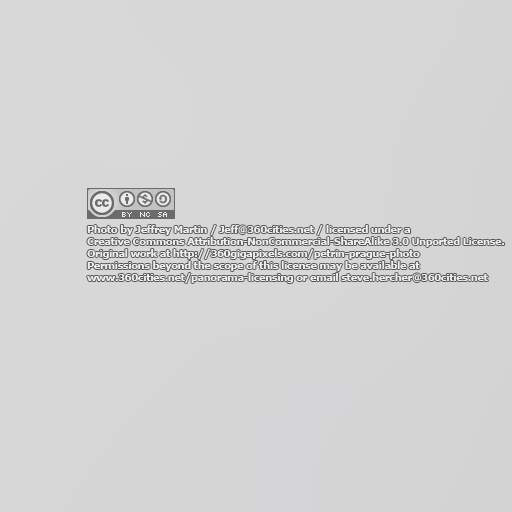 cc BY NC SA
Photo by Jeffrey Martin / Jeff@360cities.net / licensed under a
Creative Commons Attribution-NonCommercial-ShareAlike 3.0 Unported License.
Original work at http://360gigapixels.com/petrin-prague-photo
Permissions beyond the scope of this license may be available at
www.360cities.net/panorama-licensing or email steve.hercher@360cities.net